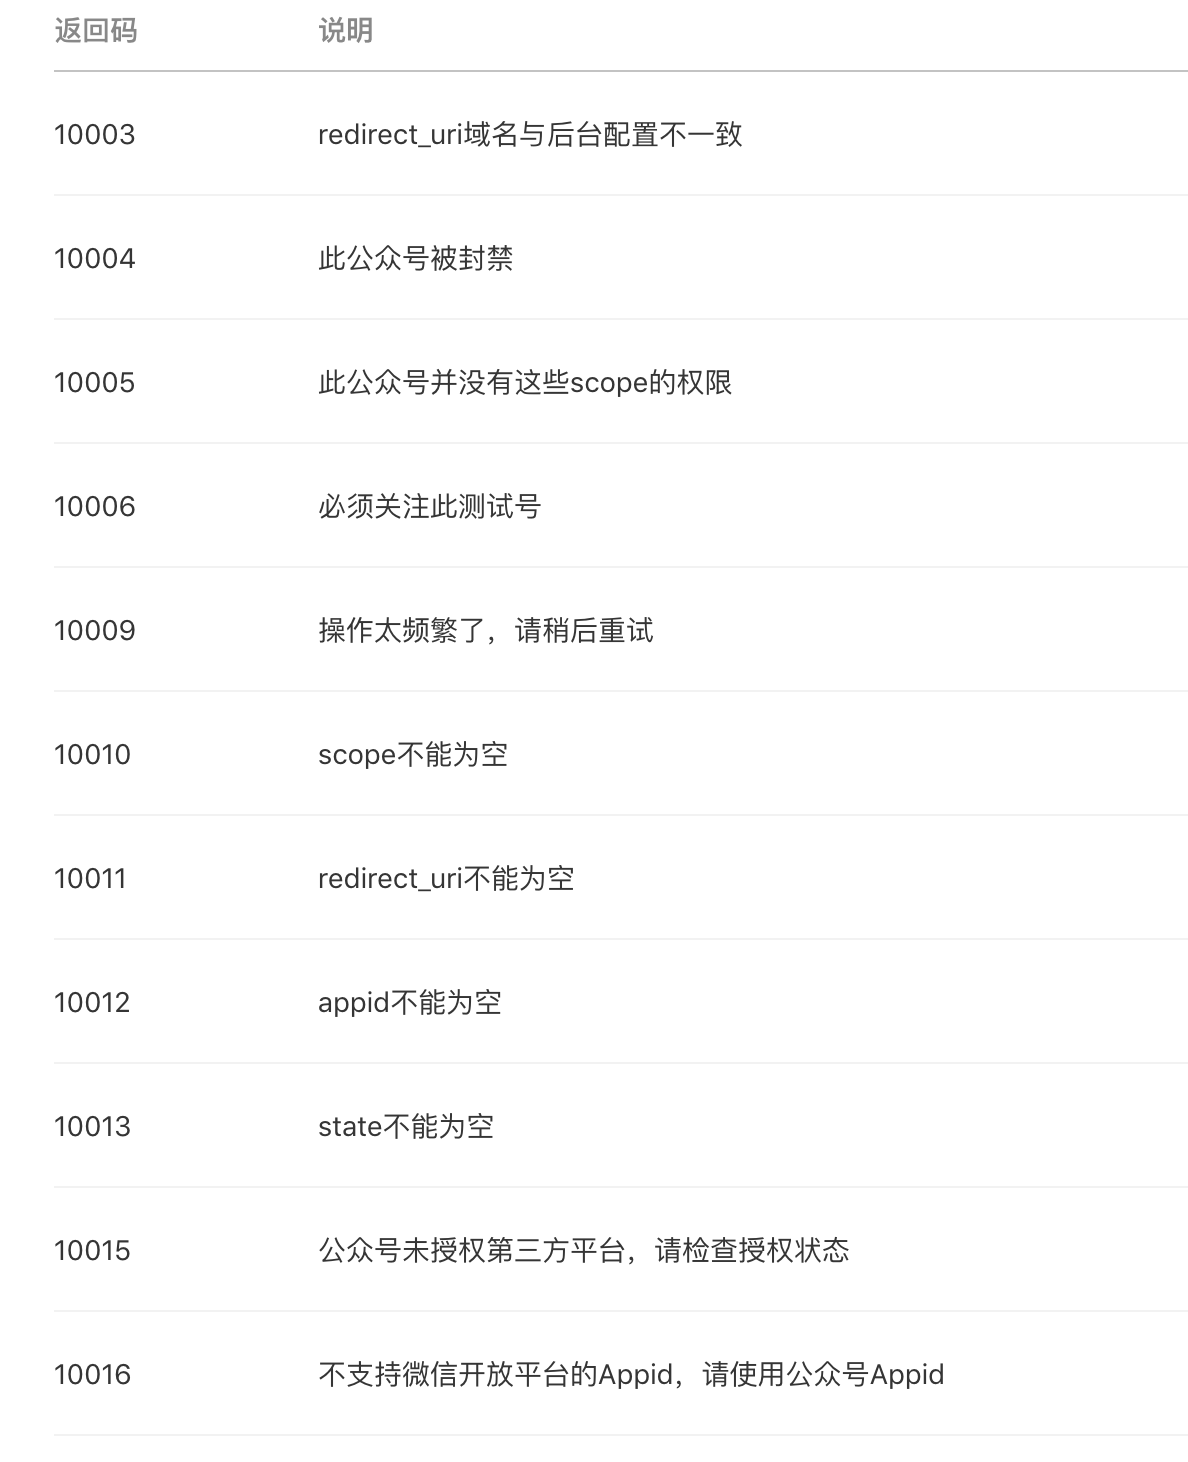 返回码 说明
10003 redirect_uri域名与后台配置不一致
10004 此公众号被封禁
10005 此公众号并没有这些scope的权限
10006 必须关注此测试号
10009 操作太频繁了，请稍后重试
10010 scope不能为空
10011 redirect_uri不能为空
10012 appid不能为空
10013 state不能为空
10015 公众号未授权第三方平台，请检查授权状态
10016 不支持微信开放平台的Appid，请使用公众号Appid